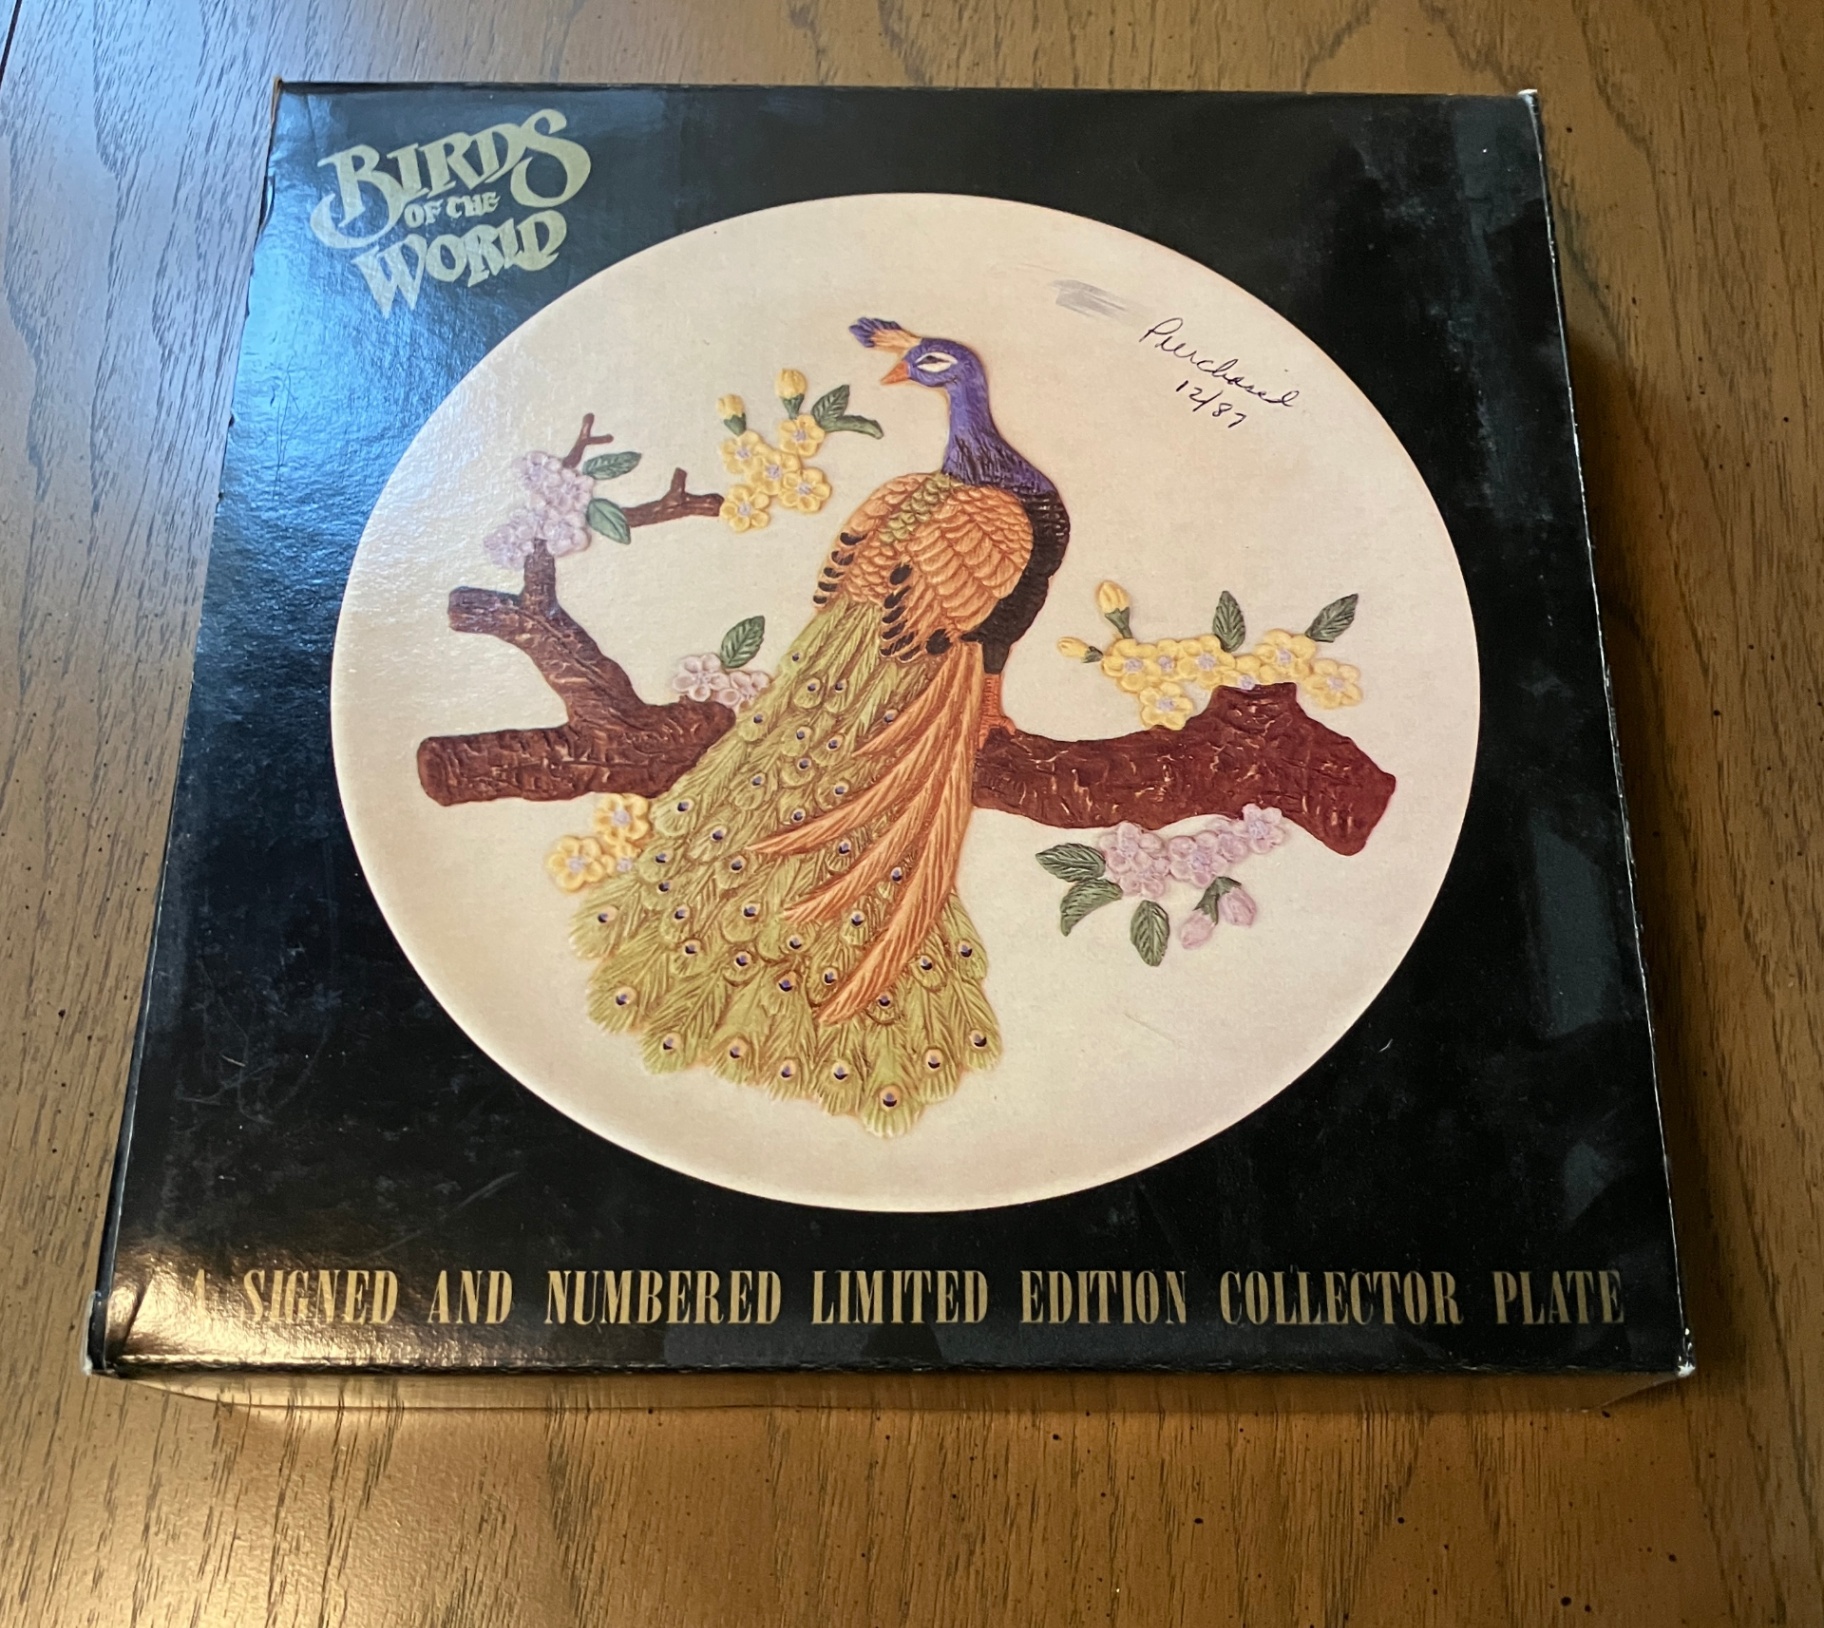 BIRDS
OF THE
WORLD
Purchased
12/87
A SIGNED AND NUMBERED LIMITED EDITION COLLECTOR PLATE